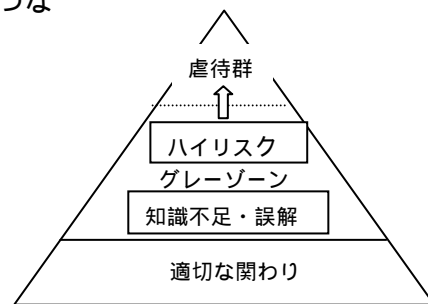 うな
虐待群
ハイリスク
グレーゾーン
知識不足・誤解
適切な関わり